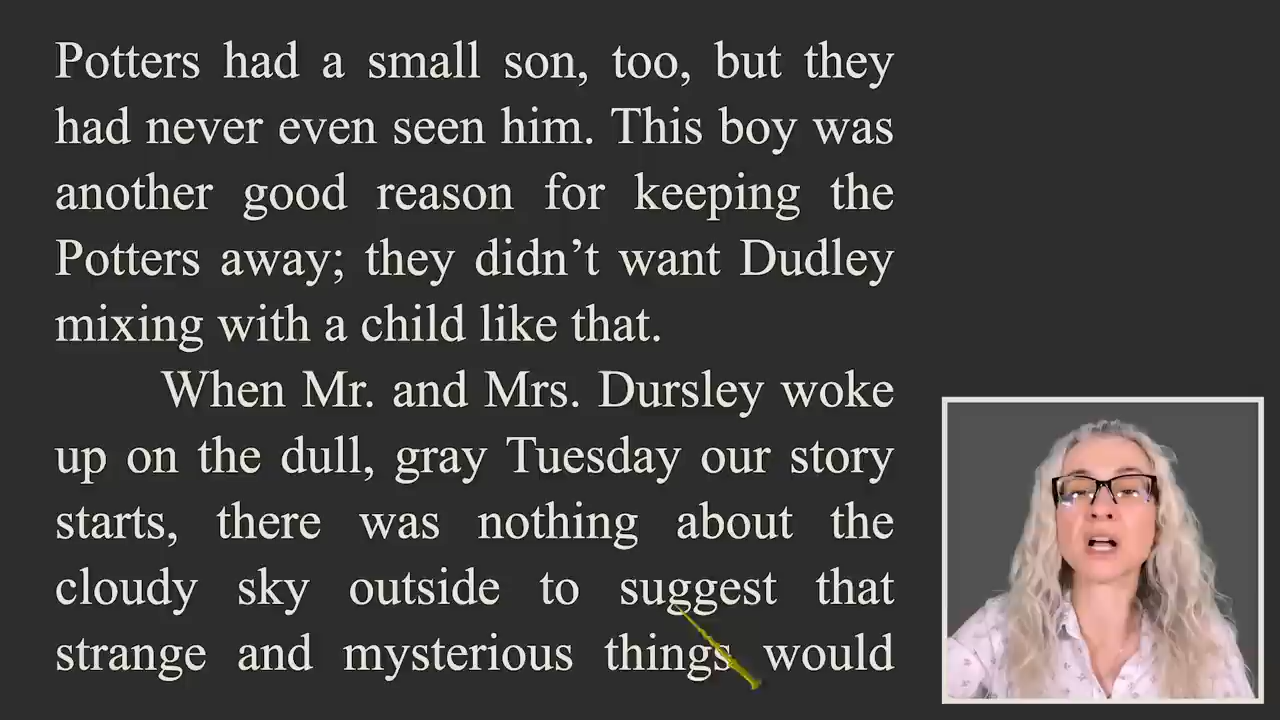 Potters had a small son, too, but they
had never even seen him. This boy was
another good reason for keeping the
Potters away; they didn’t want Dudley
mixing with a child like that.
When Mr. and Mrs. Dursley woke
up on the dull, gray Tuesday our story
starts, there was nothing about the
cloudy sky outside to suggest that
strange and mysterious things would